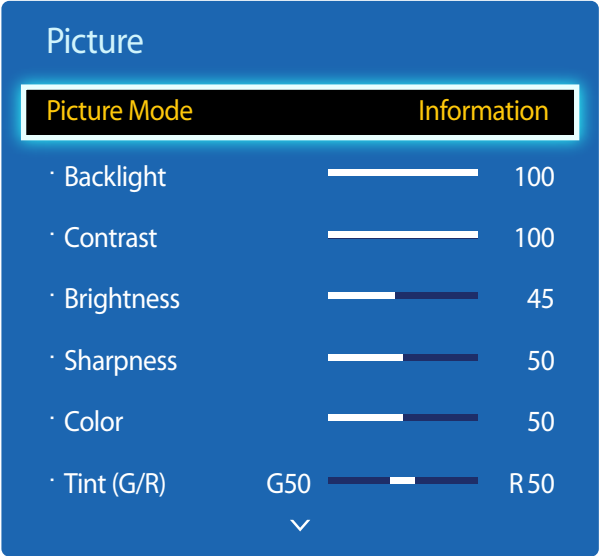 Picture
Picture Mode Information
· Backlight 100
· Contrast 100
· Brightness 45
· Sharpness 50
· Color 50
· Tint (G/R) G50 R50